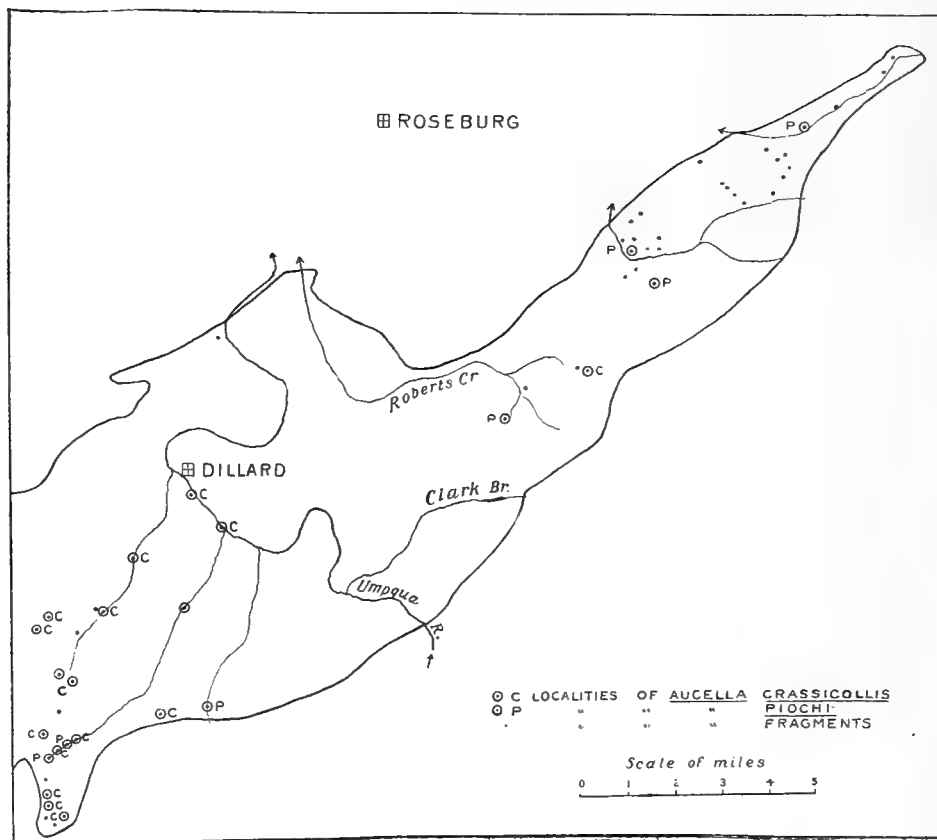 ROSEBURG
P
P
P
Roberts Cr
C
P
DILLARD
C
Clark Br.
C
C
Umpqua
R.
C
C
C
C
C
P
C
P
C
P
C
C
C
C
C LOCALITIES OF AUCELLA CRASSICOLLIS
P " " " PIOCHI
" " " FRAGMENTS
Scale of miles
0 1 2 3 4 5